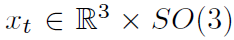 x_t ∈ ℝ³ × SO(3)